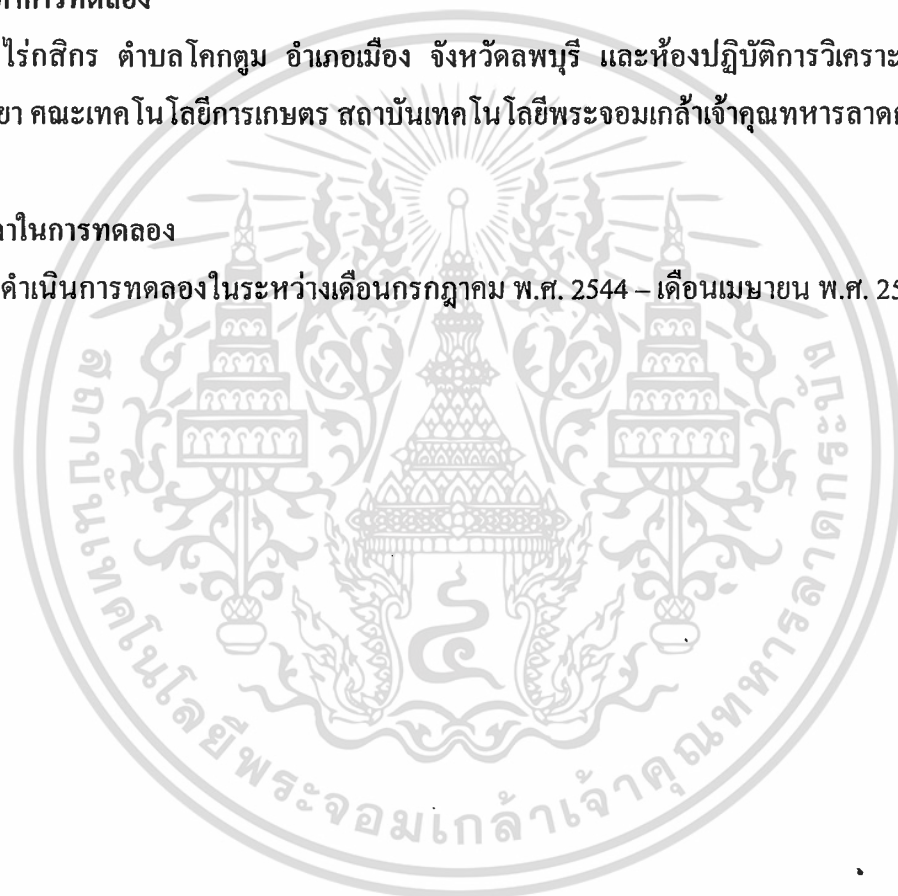 ไร่กสิกร ตำบลโคกตูม อำเภอเมือง จังหวัดลพบุรี และห้องปฏิบัติการวิเคราะ
ยา คณะเทคโนโลยีการเกษตร สถาบันเทคโนโลยีพระจอมเกล้าเจ้าคุณทหารลาด
าในการทดลอง
ดำเนินการทดลองในระหว่างเดือนกรกฎาคม พ.ศ. 2544 – เดือนเมษายน พ.ศ. 25
สถาบันเทคโนโลยีพระจอมเกล้าเจ้าคุณทหารลาดกระบัง